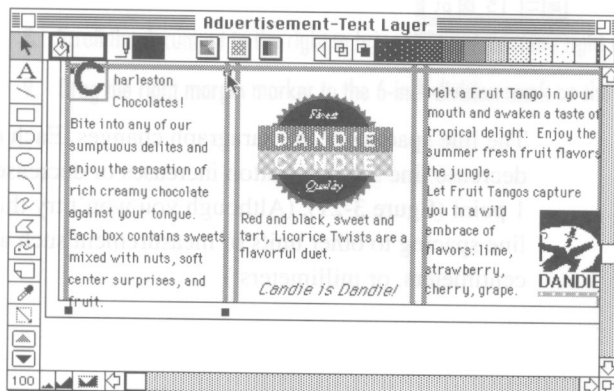 Advertisement-Text Layer
Charleston
Chocolates!
Bite into any of our
sumptuous delites and
enjoy the sensation of
rich creamy chocolate
against your tongue.
Each box contains sweets
mixed with nuts, soft
center surprises, and
fruit.
Finest
DANDIE
CANDIE
Quality
Red and black, sweet and
tart, Licorice Twists are a
flavorful duet.
Candie is Dandie!
Melt a Fruit Tango in your
mouth and awaken a taste of
tropical delight. Enjoy the
summer fresh fruit flavors
the jungle.
Let Fruit Tangos capture
you in a wild
embrace of
flavors: lime,
strawberry,
cherry, grape.
DANDIE
A
100